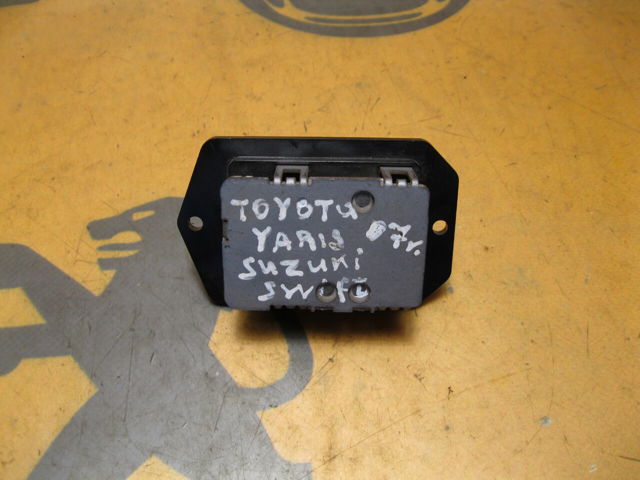 TOYOTA
YARIS 07r.
SUZUKI
SWIFT